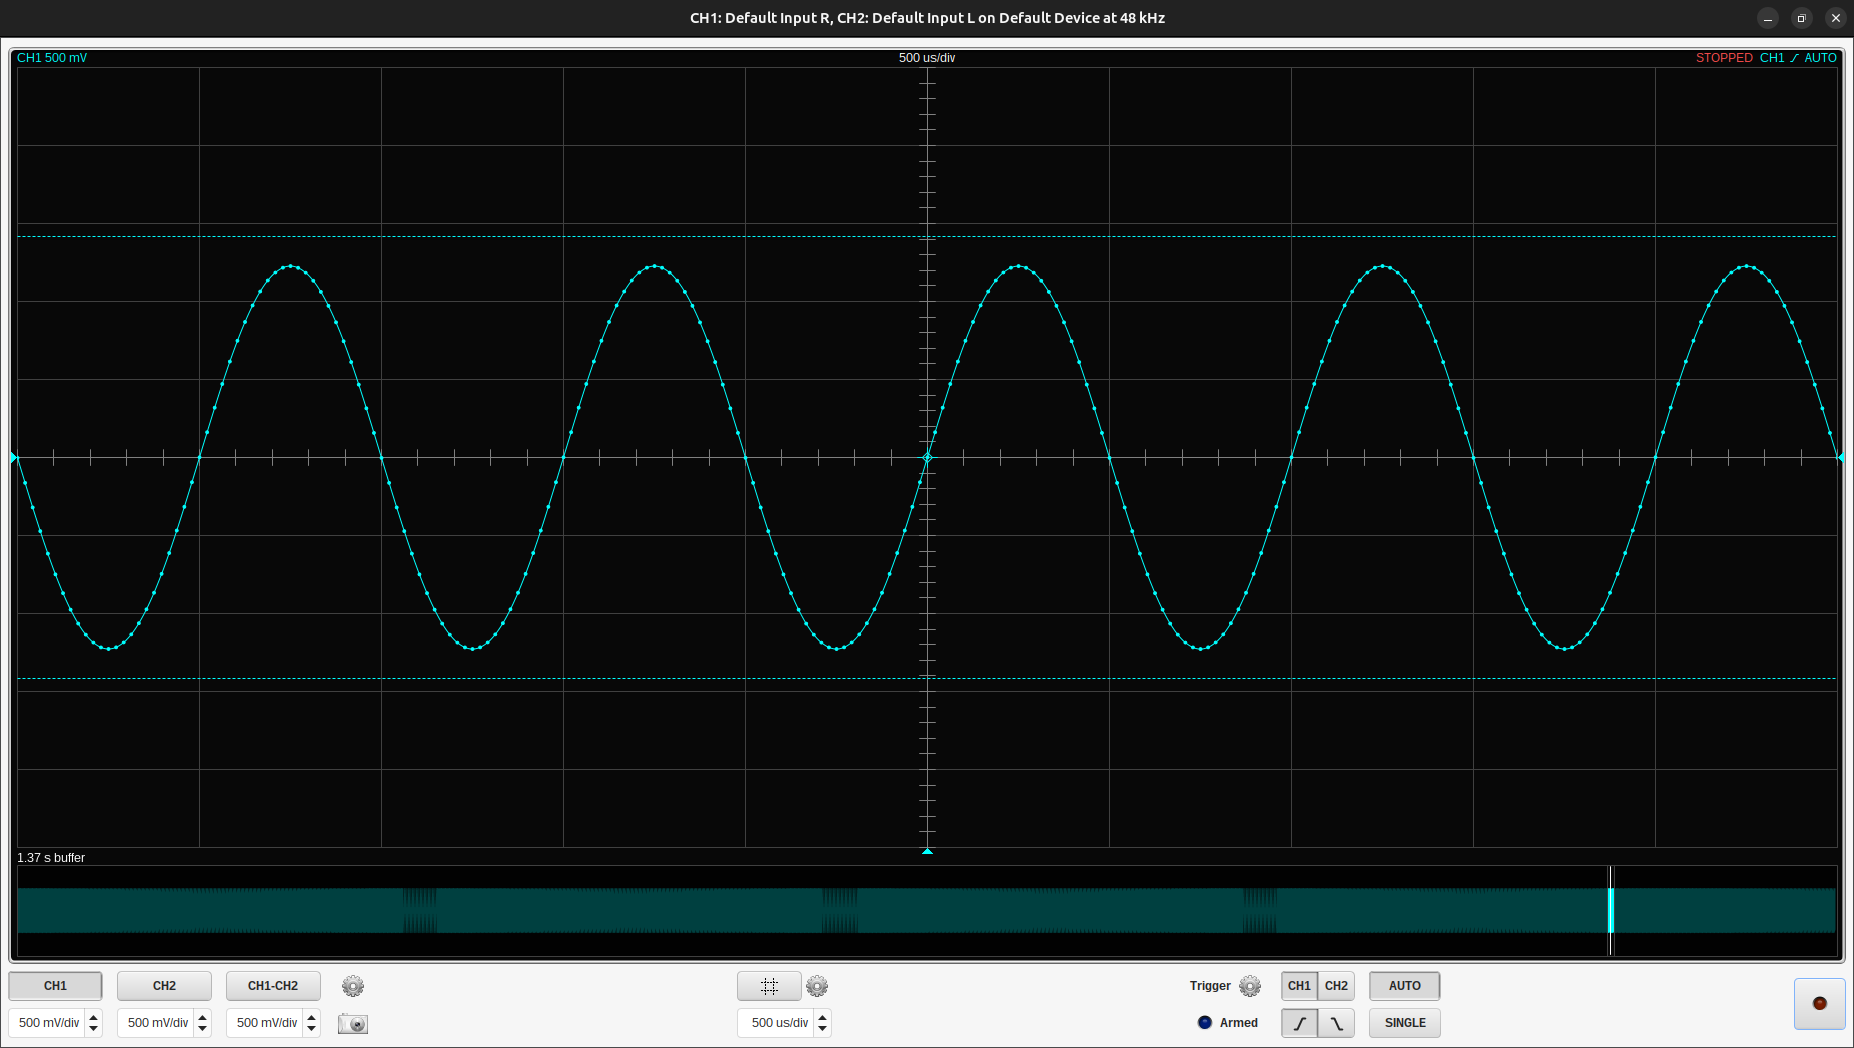 CH1: Default Input R, CH2: Default Input L on Default Device at 48 kHz
CH1 500 mV 500 us/div STOPPED CH1 AUTO
1.37 s buffer
CH1 CH2 CH1-CH2 Trigger CH1 CH2 AUTO
500 mV/div 500 mV/div 500 mV/div 500 us/div Armed SINGLE